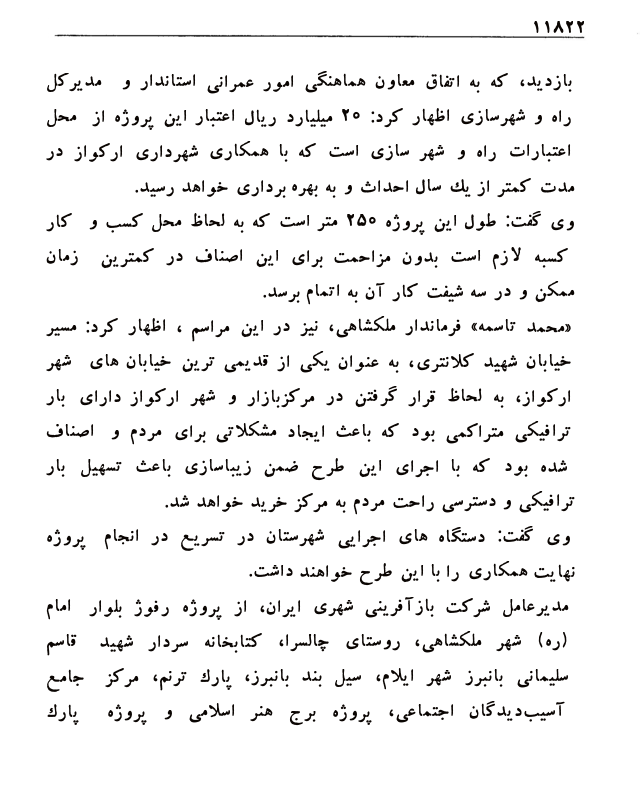 ۱۱۸۲۲
بازدید، که به اتفاق معاون هماهنگی امور عمرانی استاندار و مدیرکل
راه و شهرسازی اظهار کرد: ۲۰ میلیارد ریال اعتبار این پروژه از محل
اعتبارات راه و شهر سازی است که با همکاری شهرداری ارکواز در
مدت کمتر از یك سال احداث و به بهره برداری خواهد رسید.
وی گفت: طول این پروژه ۲۵۰ متر است که به لحاظ محل کسب و کار
کسبه لازم است بدون مزاحمت برای این اصناف در کمترین زمان
ممکن و در سه شیفت کار آن به اتمام برسد.
«محمد تاسمه» فرماندار ملکشاهی، نیز در این مراسم ، اظهار کرد: مسیر
خیابان شهید کلانتری، به عنوان یکی از قدیمی ترین خیابان های شهر
ارکواز، به لحاظ قرار گرفتن در مرکزبازار و شهر ارکواز دارای بار
ترافیکی متراکمی بود که باعث ایجاد مشکلاتی برای مردم و اصناف
شده بود که با اجرای این طرح ضمن زیباسازی باعث تسهیل بار
ترافیکی و دسترسی راحت مردم به مرکز خرید خواهد شد.
وی گفت: دستگاه های اجرایی شهرستان در تسریع در انجام پروژه
نهایت همکاری را با این طرح خواهند داشت.
مدیرعامل شرکت بازآفرینی شهری ایران، از پروژه رفوژ بلوار امام
(ره) شهر ملکشاهی، روستای چالسرا، کتابخانه سردار شهید قاسم
سلیمانی بانبرز شهر ایلام، سیل بند بانبرز، پارك ترنم، مرکز جامع
آسیب‌دیدگان اجتماعی، پروژه برج هنر اسلامی و پروژه پارك